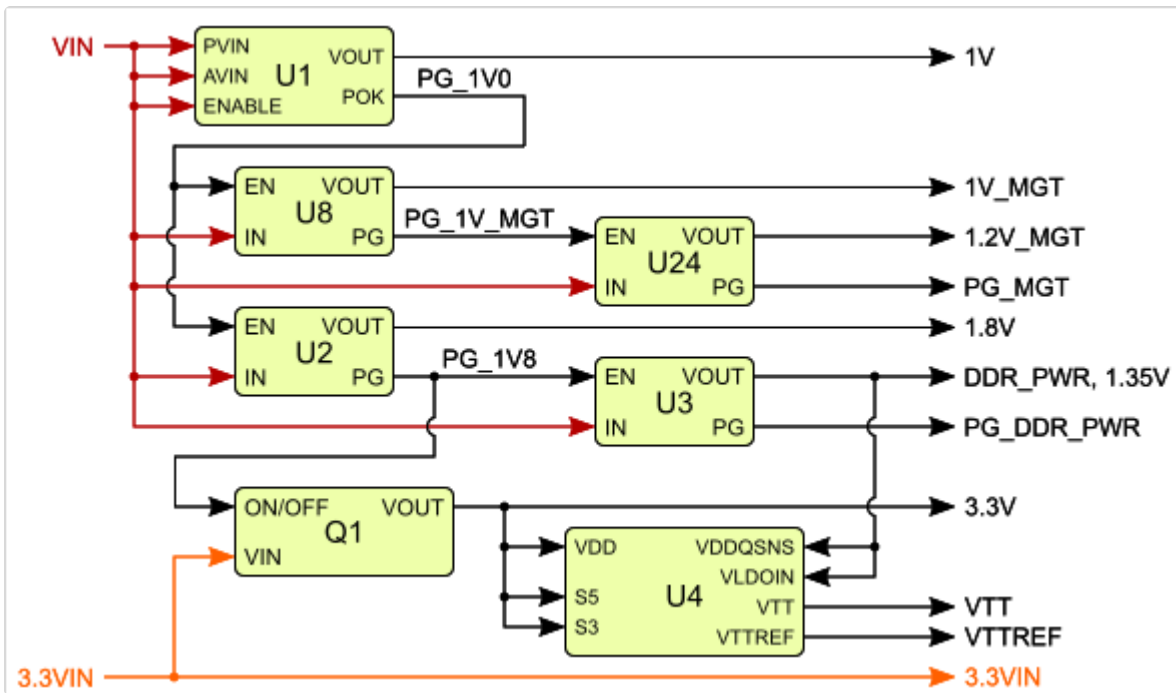 VIN
PVIN
VOUT
1V
U1
PG_1V0
AVIN
POK
ENABLE
EN
VOUT
1V_MGT
U8
PG_1V_MGT
IN
PG
EN
VOUT
1.2V_MGT
U24
IN
PG
PG_MGT
EN
VOUT
1.8V
U2
PG_1V8
IN
PG
EN
VOUT
DDR_PWR, 1.35V
U3
IN
PG
PG_DDR_PWR
ON/OFF
VOUT
3.3V
Q1
VIN
VDD
VDDQSNS
VLDOIN
U4
S5
VTT
VTT
S3
VTTREF
VTTREF
3.3VIN
3.3VIN